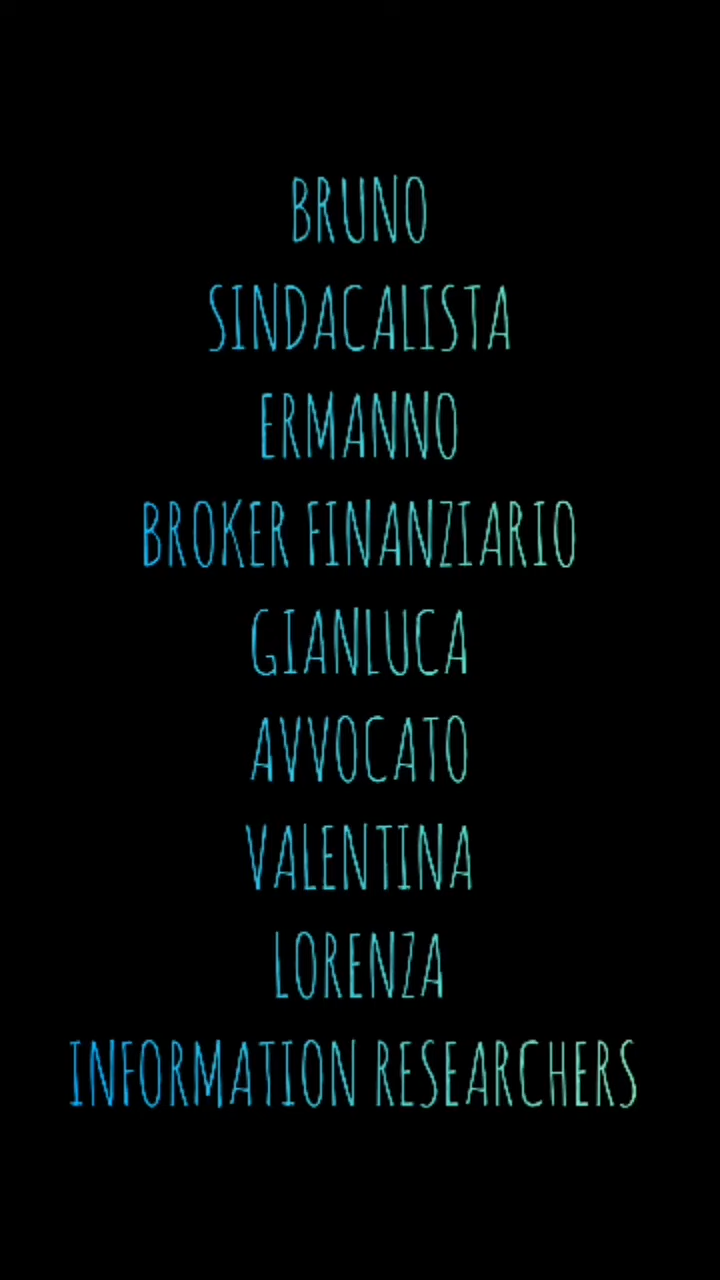 BRUNO
SINDACALISTA
ERMANNO
BROKER FINANZIARIO
GIANLUCA
AVVOCATO
VALENTINA
LORENZA
INFORMATION RESEARCHERS